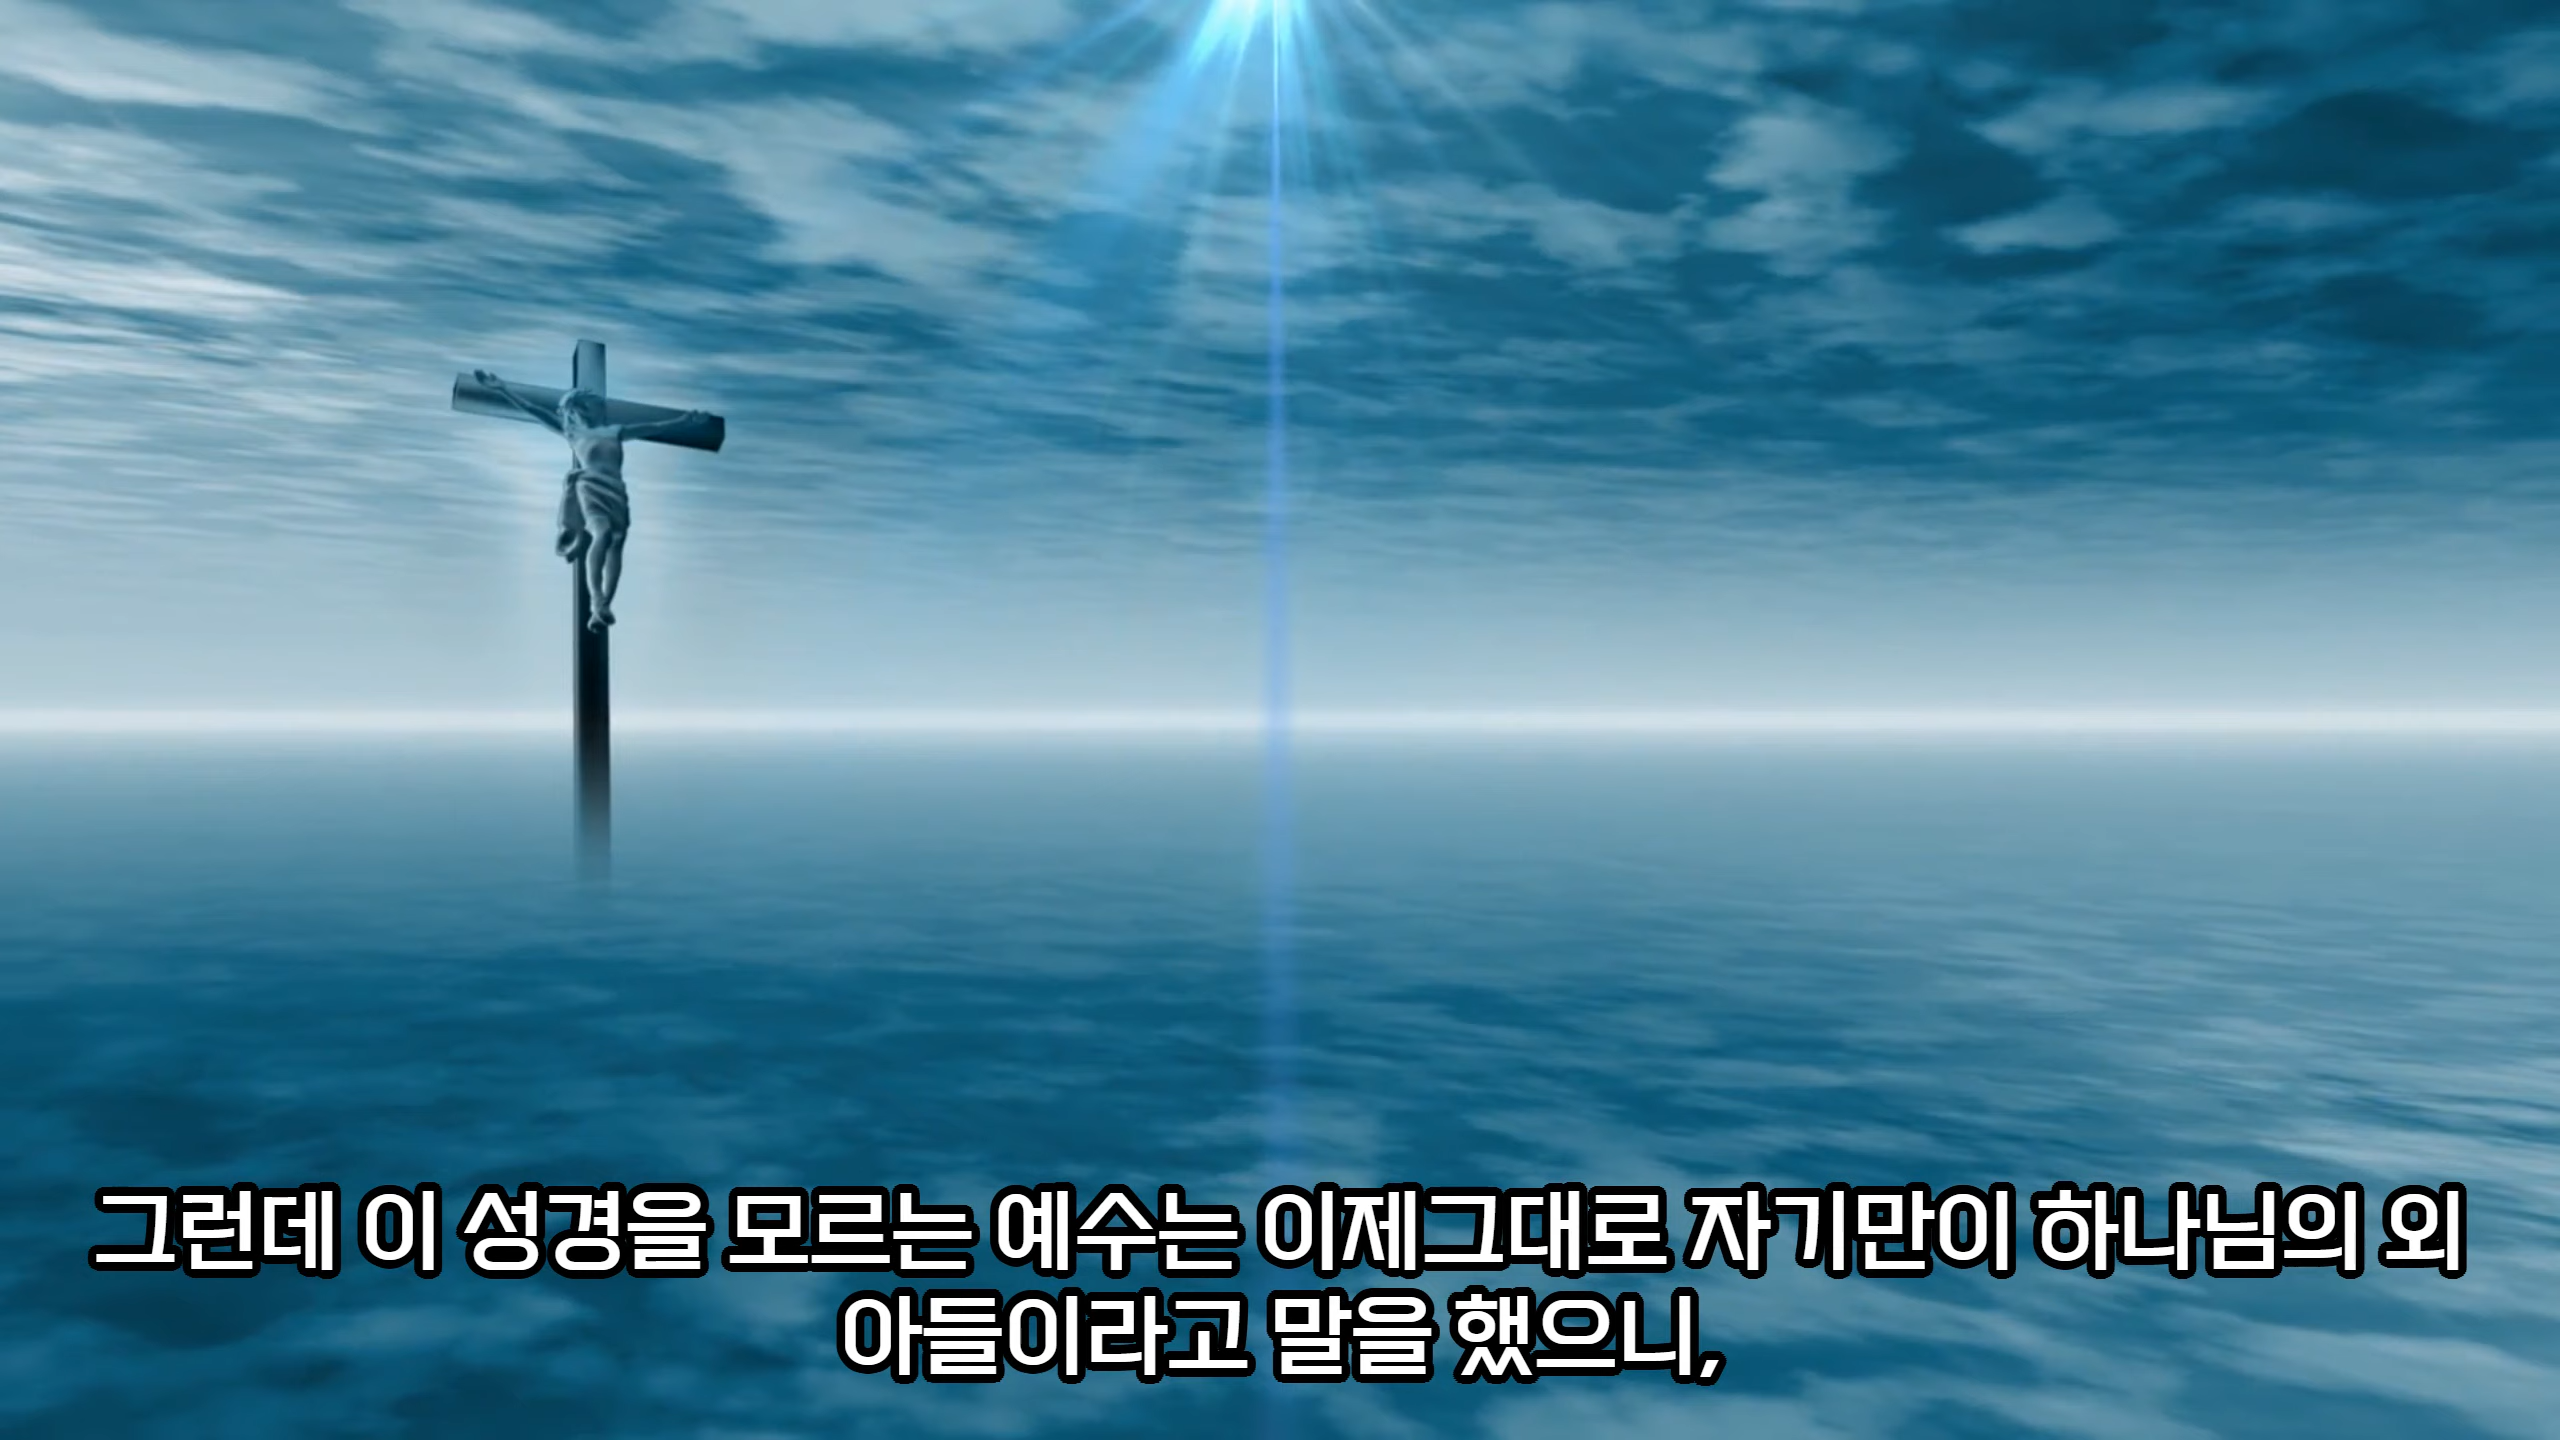 그런데 이 성경을 모르는 예수는 이제그대로 자기만이 하나님의 외
아들이라고 말을 했으니,